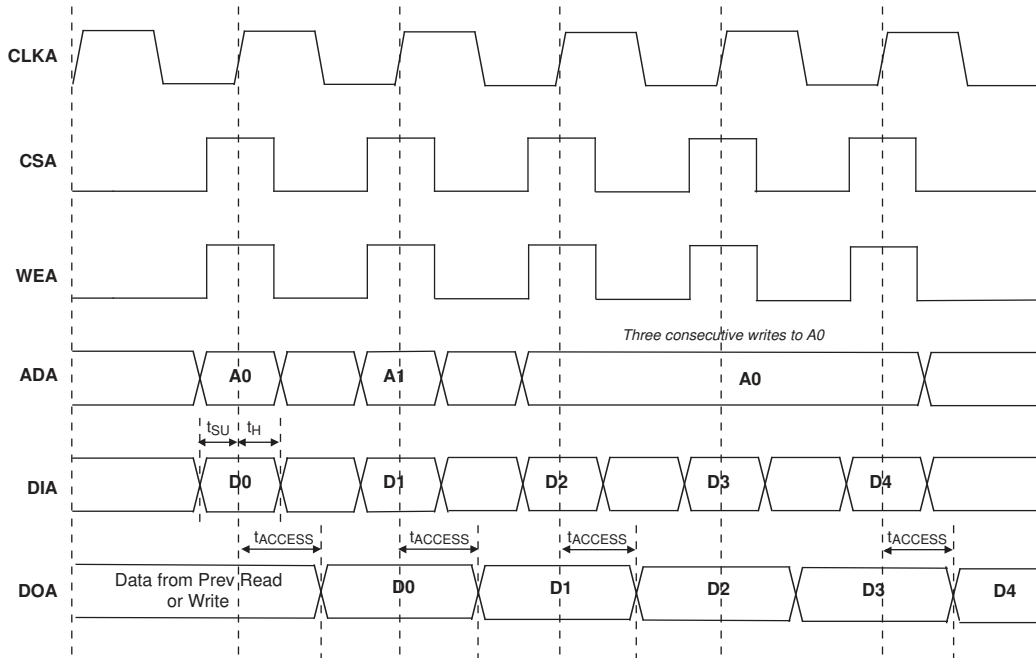 CLKA
CSA
WEA
Three consecutive writes to A0
ADA
A0
A1
A0
tSU
tH
DIA
D0
D1
D2
D3
D4
tACCESS
tACCESS
tACCESS
tACCESS
DOA
Data from Prev Read
or Write
D0
D1
D2
D3
D4